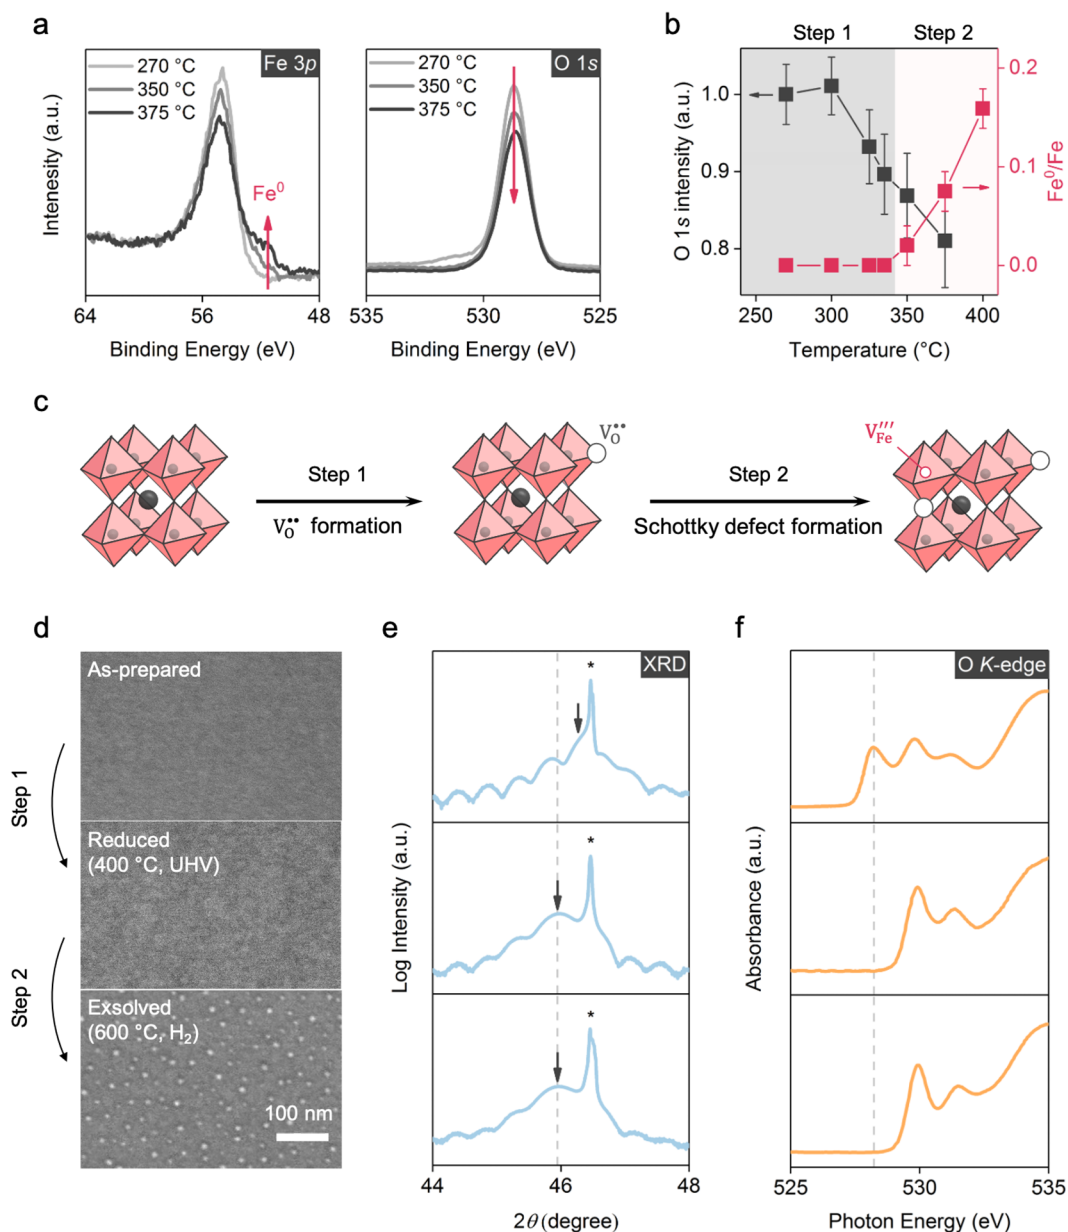 a
Fe 3p
270 °C
350 °C
375 °C
Fe⁰
Intenesity (a.u.)
64 56 48
Binding Energy (eV)
O 1s
270 °C
350 °C
375 °C
535 530 525
Binding Energy (eV)
b
Step 1 Step 2
1.0
0.9
0.8
O 1s intensity (a.u.)
0.2
0.1
0.0
Fe⁰/Fe
250 300 350 400
Temperature (°C)
c
Step 1
V_O^•• formation
V_O^••
Step 2
Schottky defect formation
V_Fe^′′′
d
As-prepared
Step 1
Reduced
(400 °C, UHV)
Step 2
Exsolved
(600 °C, H₂)
100 nm
e
XRD
*
*
*
Log Intensity (a.u.)
44 46 48
2θ (degree)
f
O K-edge
Absorbance (a.u.)
525 530 535
Photon Energy (eV)